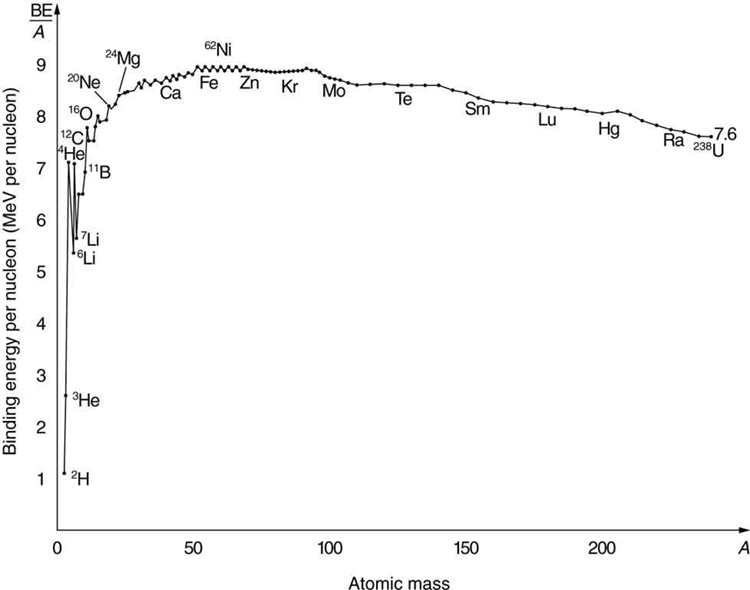 BE
A
Binding energy per nucleon (MeV per nucleon)
9
8
7
6
5
4
3
2
1
⁶²Ni
²⁴Mg
²⁰Ne
¹⁶O
¹²C
⁴He
¹¹B
⁷Li
⁶Li
³He
²H
Ca
Fe
Zn
Kr
Mo
Te
Sm
Lu
Hg
Ra
²³⁸U
7.6
0
50
100
150
200
A
Atomic mass